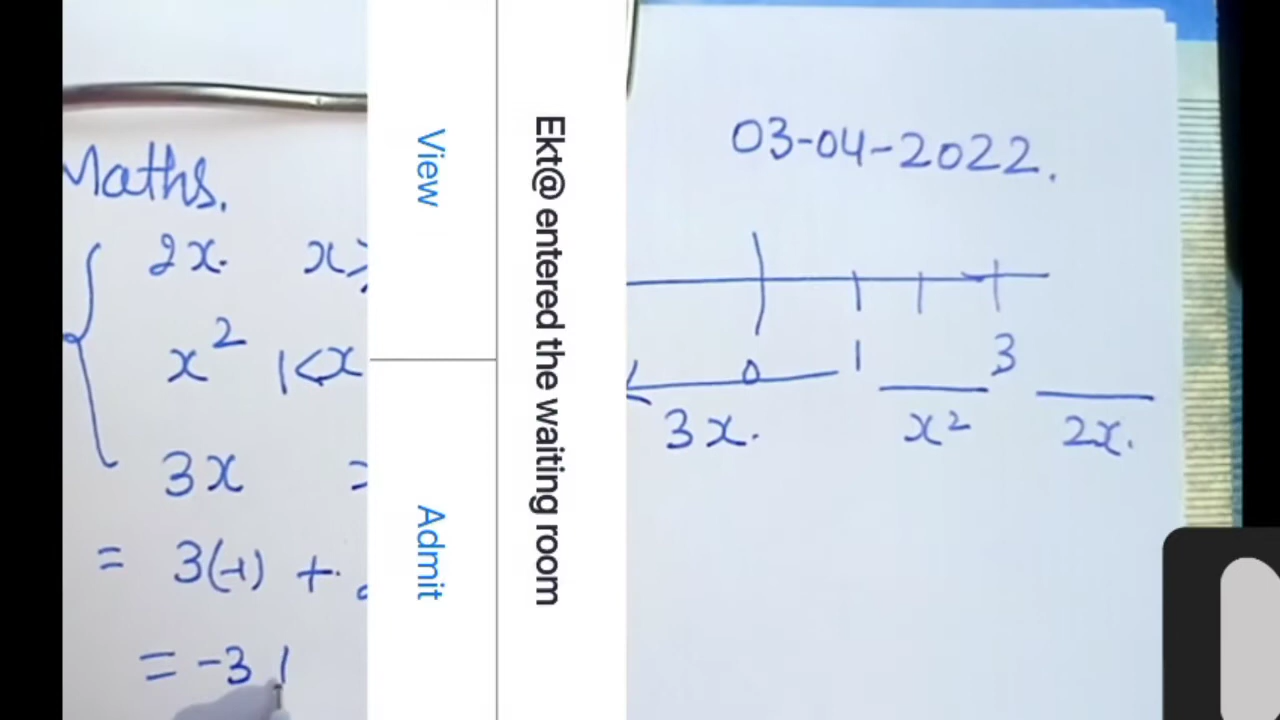 Maths.
03-04-2022.
2x. x>
x² 1<x
3x =
0 1 3
3x. x² 2x.
= 3(-1) +
= -3
View
Admit
Ekt@ entered the waiting room